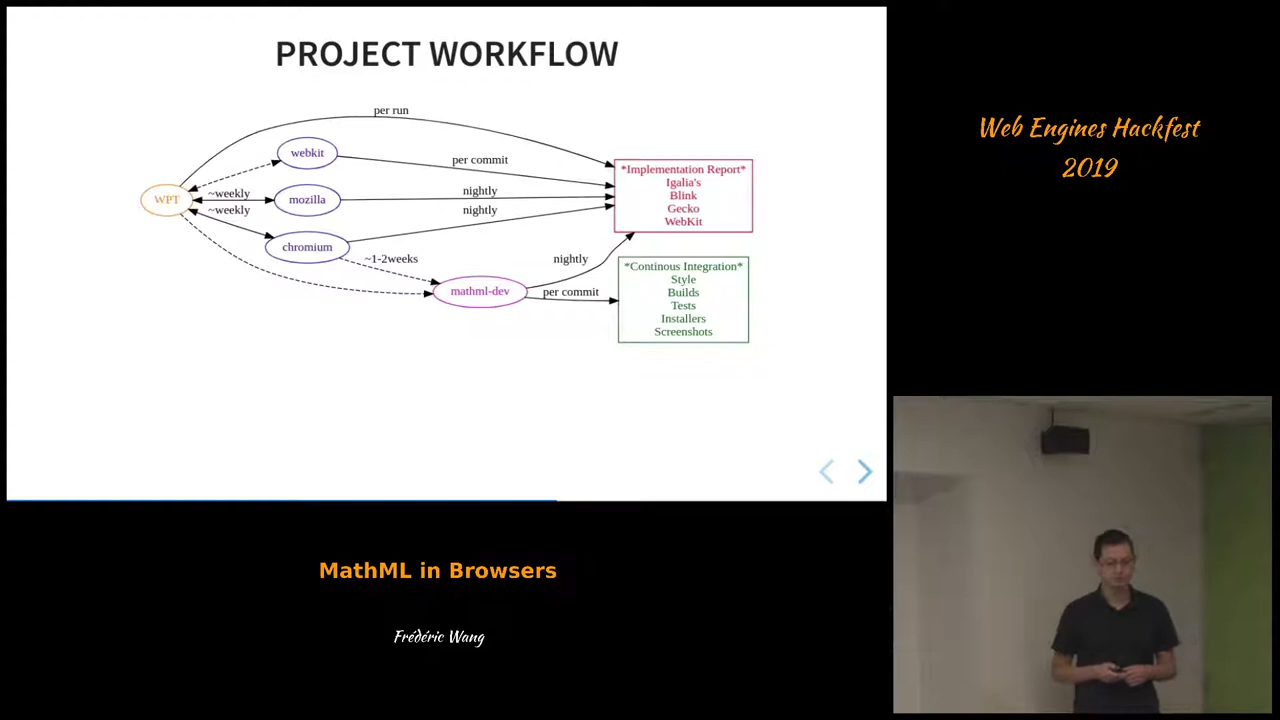 PROJECT WORKFLOW
per run
webkit
per commit
*Implementation Report*
Igalia's
Blink
Gecko
WebKit
WPT
~weekly
mozilla
nightly
~weekly
nightly
chromium
~1-2weeks
nightly
mathml-dev
per commit
*Continous Integration*
Style
Builds
Tests
Installers
Screenshots
Web Engines Hackfest
2019
MathML in Browsers
Frédéric Wang